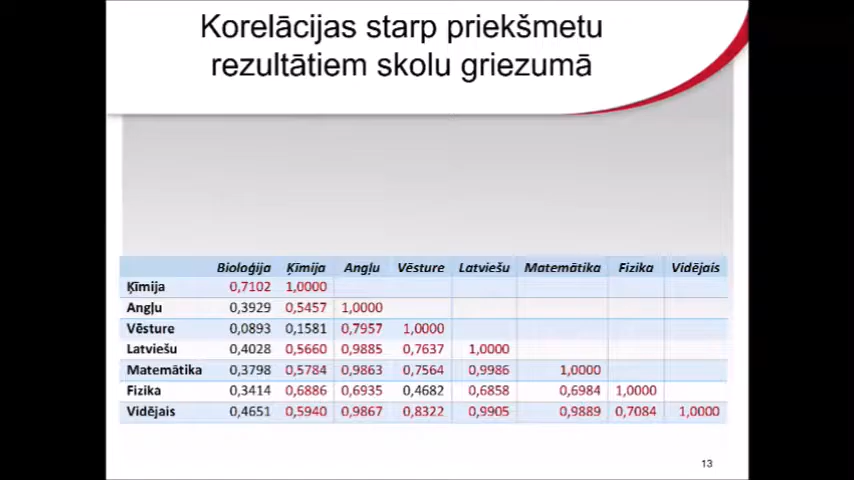 Korelācijas starp priekšmetu
rezultātiem skolu griezumā
Bioloģija Ķīmija Angļu Vēsture Latviešu Matemātika Fizika Vidējais
Ķīmija 0,7102 1,0000
Angļu 0,3929 0,5457 1,0000
Vēsture 0,0893 0,1581 0,7957 1,0000
Latviešu 0,4028 0,5660 0,9885 0,7637 1,0000
Matemātika 0,3798 0,5784 0,9863 0,7564 0,9986 1,0000
Fizika 0,3414 0,6886 0,6935 0,4682 0,6858 0,6984 1,0000
Vidējais 0,4651 0,5940 0,9867 0,8322 0,9905 0,9889 0,7084 1,0000
13